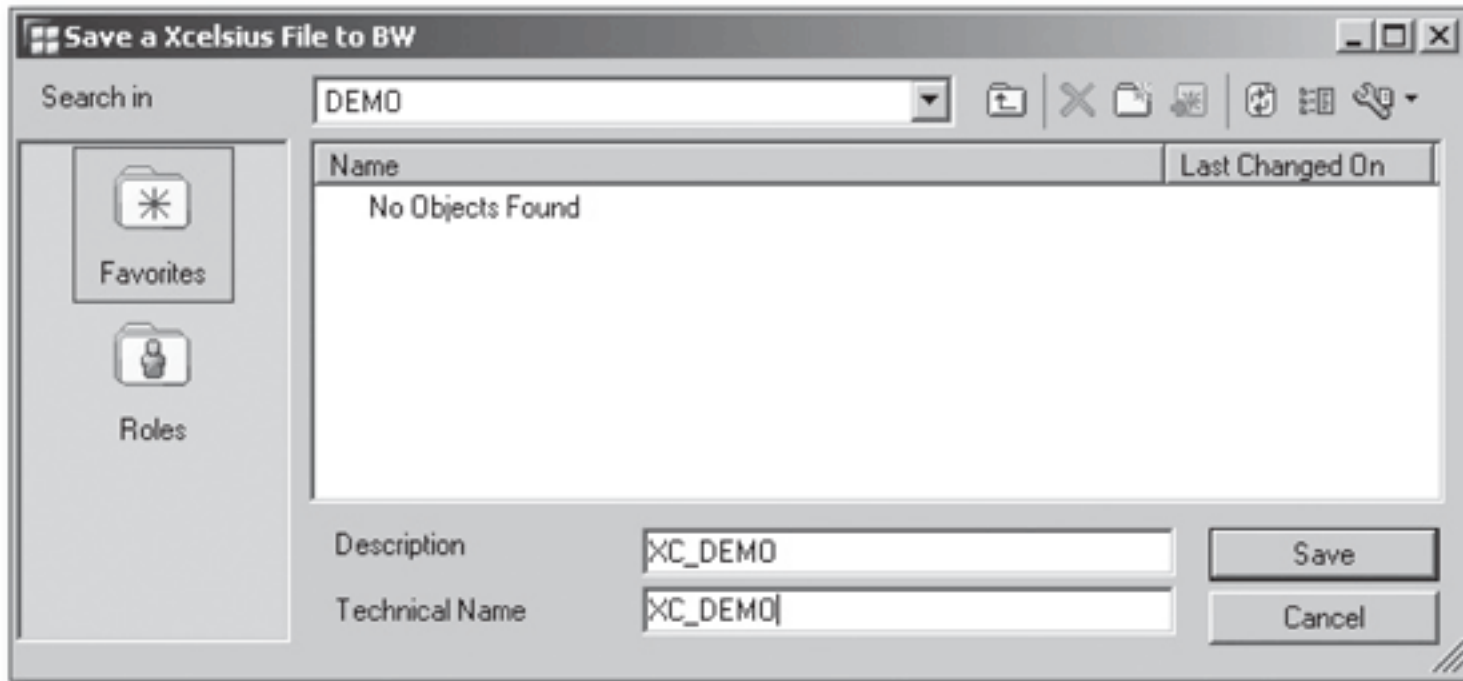 Save a Xcelsius File to BW
Search in
DEMO
Name
Last Changed On
No Objects Found
Favorites
Roles
Description
XC_DEMO
Save
Technical Name
XC_DEMO
Cancel